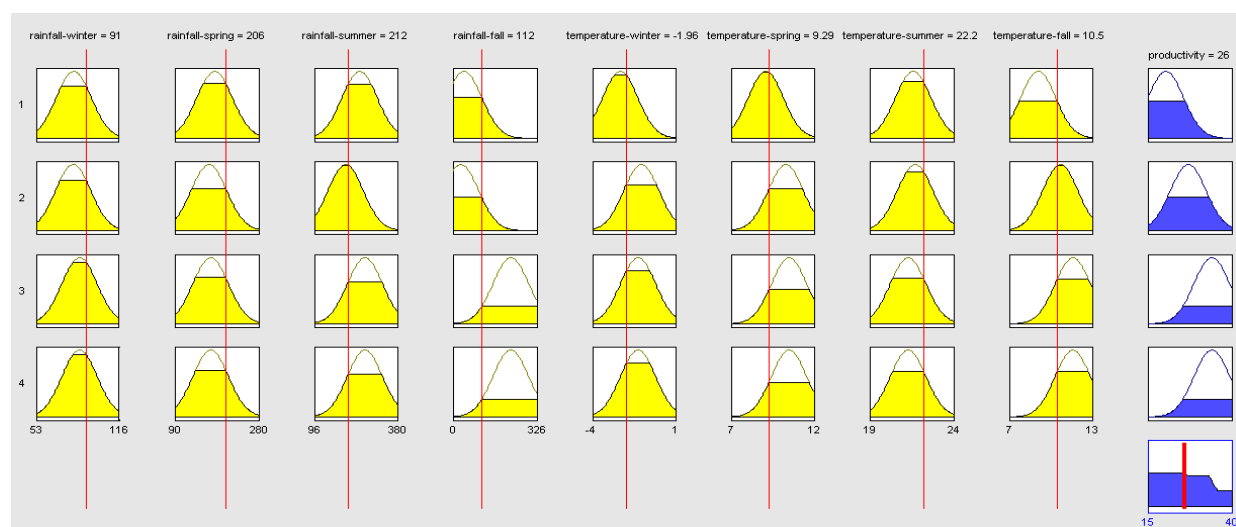 rainfall-winter = 91 rainfall-spring = 206 rainfall-summer = 212 rainfall-fall = 112 temperature-winter = -1.96 temperature-spring = 9.29 temperature-summer = 22.2 temperature-fall = 10.5
productivity = 26
1
2
3
4
53 116 90 280 96 380 0 326 -4 1 7 12 19 24 7 13
15 40